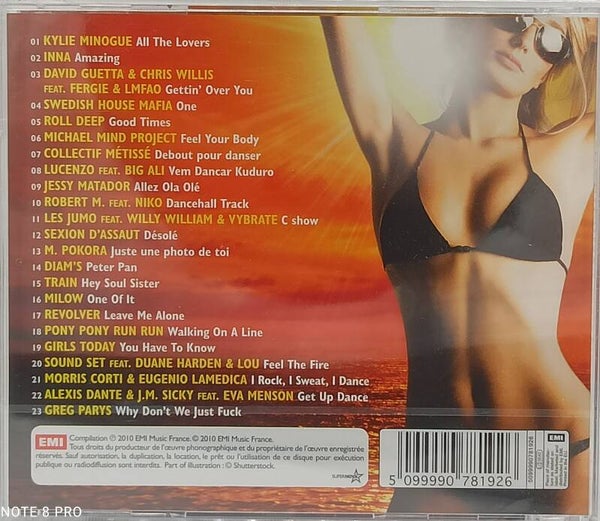 01 KYLIE MINOGUE All The Lovers
02 INNA Amazing
03 DAVID GUETTA & CHRIS WILLIS
FEAT. FERGIE & LMFAO Gettin' Over You
04 SWEDISH HOUSE MAFIA One
05 ROLL DEEP Good Times
06 MICHAEL MIND PROJECT Feel Your Body
07 COLLECTIF MÉTISSÉ Debout pour danser
08 LUCENZO FEAT. BIG ALI Vem Dancar Kuduro
09 JESSY MATADOR Allez Ola Olé
10 ROBERT M. FEAT. NIKO Dancehall Track
11 LES JUMO FEAT. WILLY WILLIAM & VYBRATE C show
12 SEXION D'ASSAUT Désolé
13 M. POKORA Juste une photo de toi
14 DIAM'S Peter Pan
15 TRAIN Hey Soul Sister
16 MILOW One Of It
17 REVOLVER Leave Me Alone
18 PONY PONY RUN RUN Walking On A Line
19 GIRLS TODAY You Have To Know
20 SOUND SET FEAT. DUANE HARDEN & LOU Feel The Fire
21 MORRIS CORTI & EUGENIO LAMEDICA I Rock, I Sweat, I Dance
22 ALEXIS DANTE & J.M. SICKY FEAT. EVA MENSON Get Up Dance
23 GREG PARYS Why Don't We Just Fuck
EMI
Compilation ℗ 2010 EMI Music France. © 2010 EMI Music France.
Tous droits du producteur de l'œuvre phonographique et du propriétaire de l'œuvre enregistrée
réservés. Sauf autorisation, la duplication, la location, le prêt, ou l'utilisation de ce disque pour exécution
publique ou radiodiffusion sont interdits. Part of illustration : © Shutterstock.
5 099990 781926
5099990781926
EMI
NOTE 8 PRO